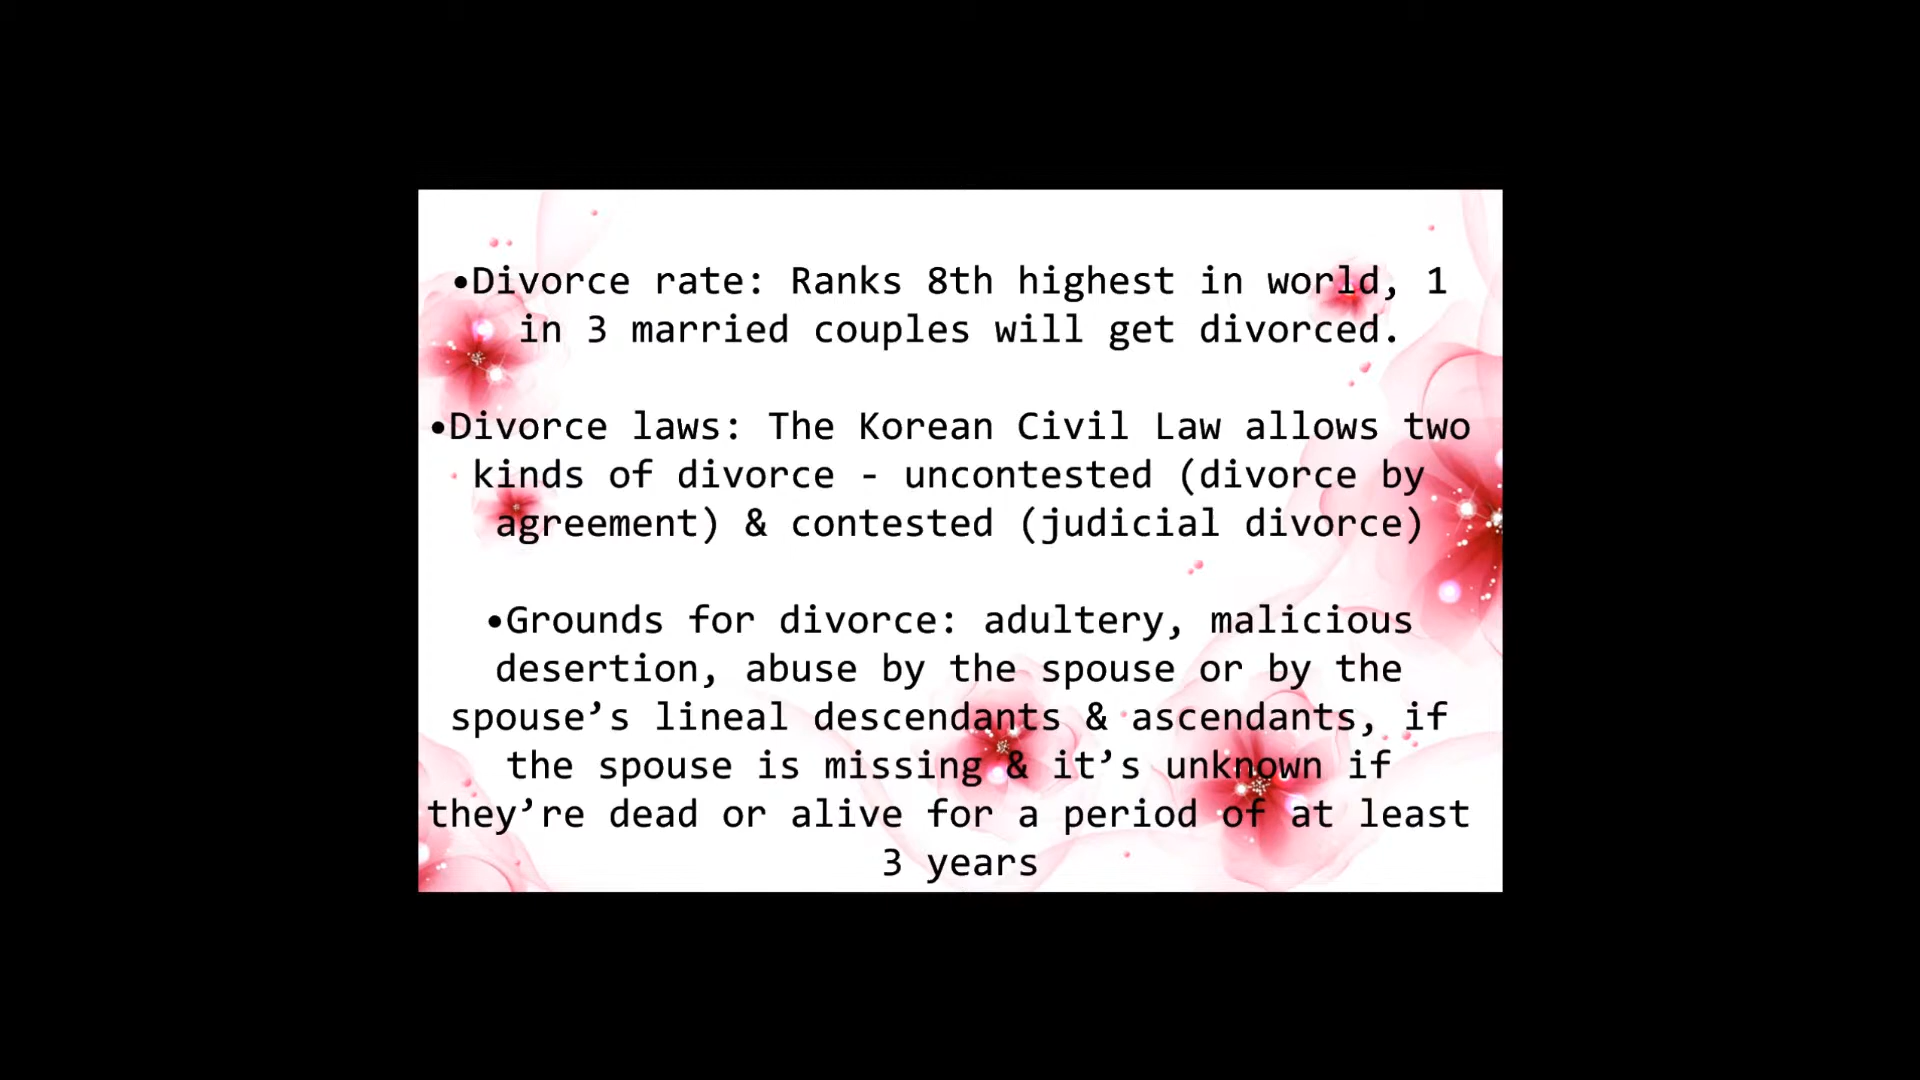 •Divorce rate: Ranks 8th highest in world, 1
in 3 married couples will get divorced.
•Divorce laws: The Korean Civil Law allows two
kinds of divorce - uncontested (divorce by
agreement) & contested (judicial divorce)
•Grounds for divorce: adultery, malicious
desertion, abuse by the spouse or by the
spouse’s lineal descendants & ascendants, if
the spouse is missing & it’s unknown if
they’re dead or alive for a period of at least
3 years